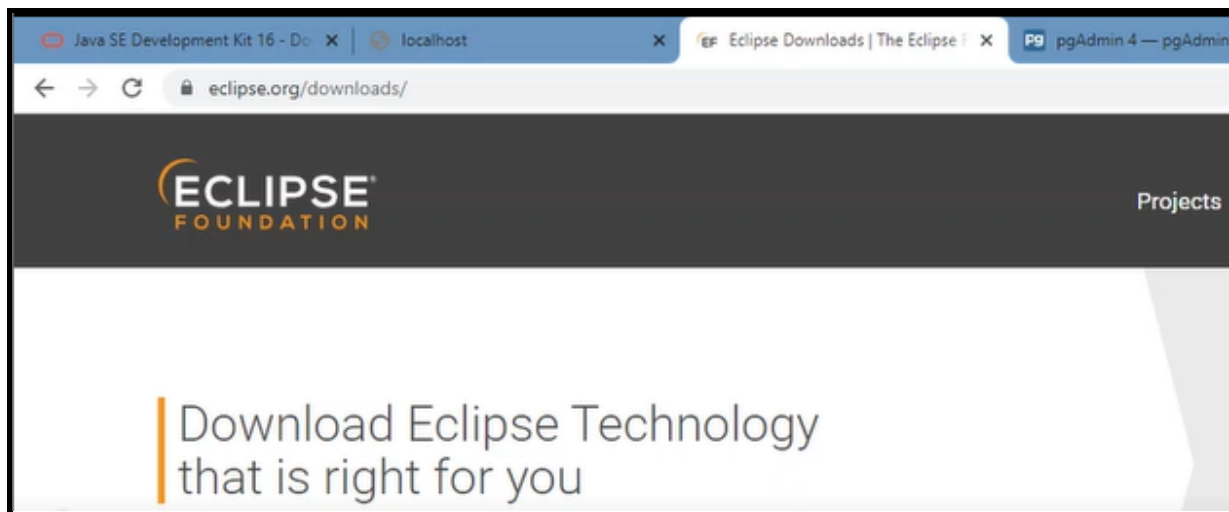 Java SE Development Kit 16 - Do
localhost
EF Eclipse Downloads | The Eclipse F
pgAdmin 4 — pgAdmin
eclipse.org/downloads/
ECLIPSE
FOUNDATION
Projects
Download Eclipse Technology
that is right for you